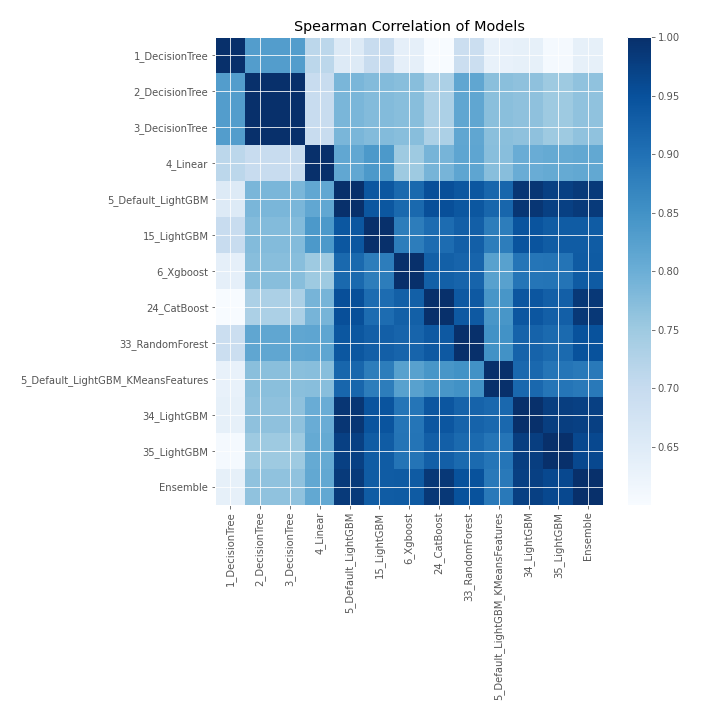 Spearman Correlation of Models
1_DecisionTree
2_DecisionTree
3_DecisionTree
4_Linear
5_Default_LightGBM
15_LightGBM
6_Xgboost
24_CatBoost
33_RandomForest
5_Default_LightGBM_KMeansFeatures
34_LightGBM
35_LightGBM
Ensemble
1_DecisionTree
2_DecisionTree
3_DecisionTree
4_Linear
5_Default_LightGBM
15_LightGBM
6_Xgboost
24_CatBoost
33_RandomForest
5_Default_LightGBM_KMeansFeatures
34_LightGBM
35_LightGBM
Ensemble
1.00
0.95
0.90
0.85
0.80
0.75
0.70
0.65